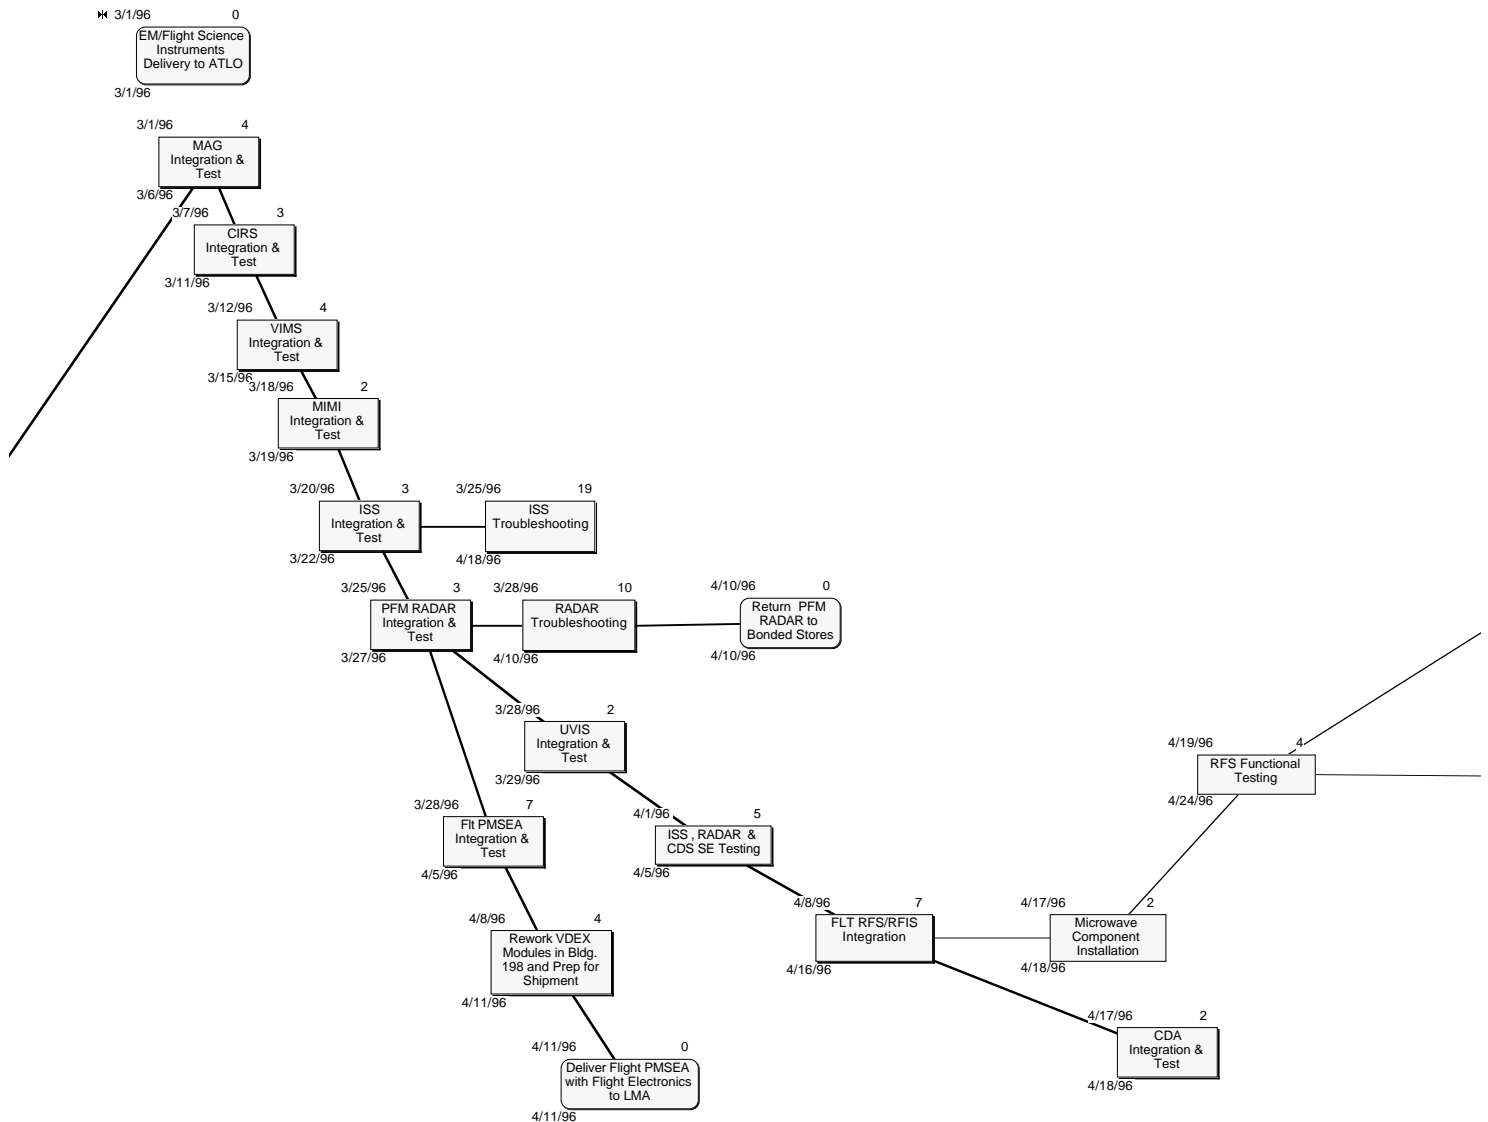 3/1/96 0
EM/Flight Science
Instruments
Delivery to ATLO
3/1/96
3/1/96 4
MAG
Integration &
Test
3/6/96
3/7/96 3
CIRS
Integration &
Test
3/11/96
3/12/96 4
VIMS
Integration &
Test
3/15/96
3/18/96 2
MIMI
Integration &
Test
3/19/96
3/20/96 3
ISS
Integration &
Test
3/22/96
3/25/96 19
ISS
Troubleshooting
4/18/96
3/25/96 3
PFM RADAR
Integration &
Test
3/27/96
3/28/96 10
RADAR
Troubleshooting
4/10/96
4/10/96 0
Return PFM
RADAR to
Bonded Stores
4/10/96
3/28/96 2
UVIS
Integration &
Test
3/29/96
4/19/96 4
RFS Functional
Testing
4/24/96
3/28/96 7
Flt PMSEA
Integration &
Test
4/5/96
4/1/96 5
ISS , RADAR &
CDS SE Testing
4/5/96
4/8/96 4
Rework VDEX
Modules in Bldg.
198 and Prep for
Shipment
4/11/96
4/8/96 7
FLT RFS/RFIS
Integration
4/16/96
4/17/96 2
Microwave
Component
Installation
4/18/96
4/17/96 2
CDA
Integration &
Test
4/18/96
4/11/96 0
Deliver Flight PMSEA
with Flight Electronics
to LMA
4/11/96